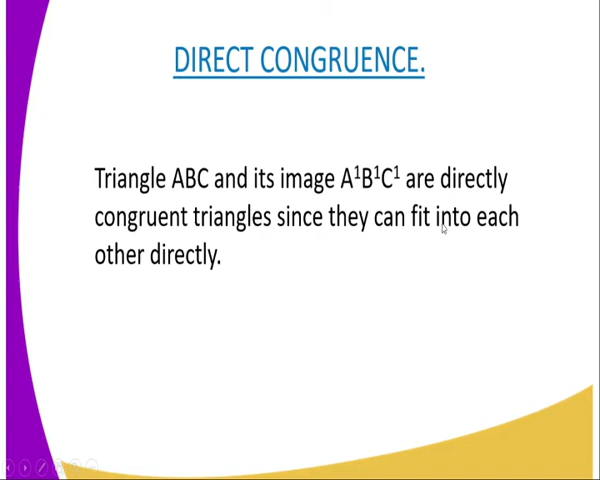 DIRECT CONGRUENCE.
Triangle ABC and its image A¹B¹C¹ are directly
congruent triangles since they can fit into each
other directly.